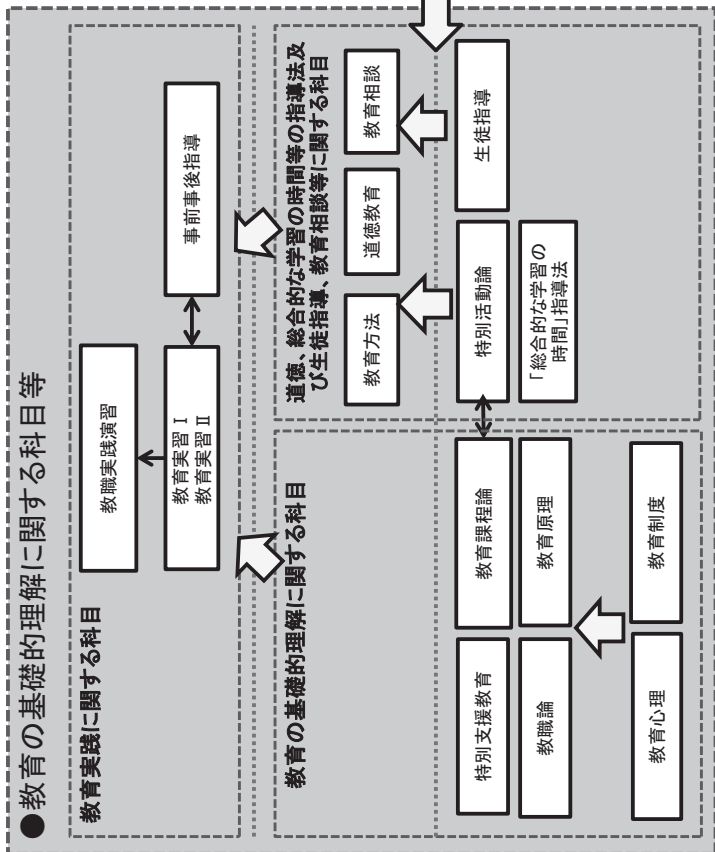 ●教育の基礎的理解に関する科目等
教育実践に関する科目
教職実践演習
教育実習Ⅰ
教育実習Ⅱ
事前事後指導
教育の基礎的理解に関する科目
特別支援教育
教育課程論
教職論
教育原理
教育心理
教育制度
道徳、総合的な学習の時間等の指導法及
び生徒指導、教育相談等に関する科目
教育方法
道徳教育
教育相談
特別活動論
生徒指導
「総合的な学習の
時間」指導法